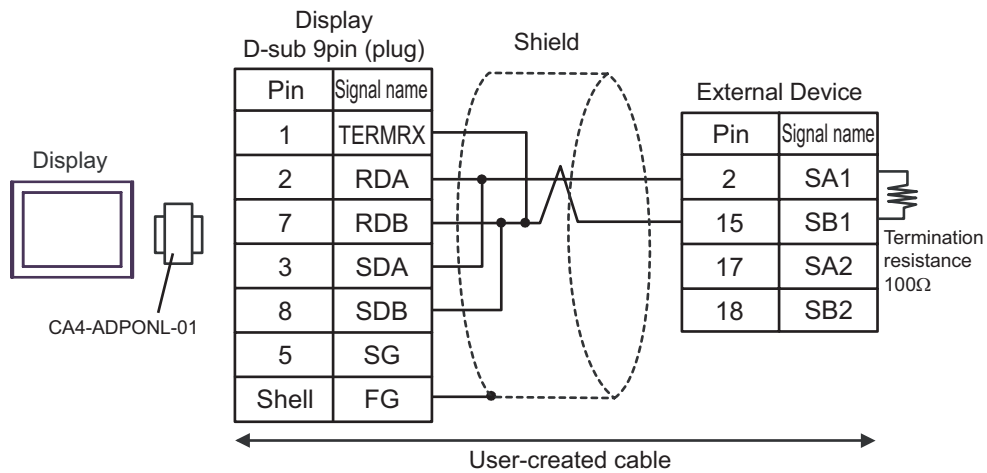 Display
D-sub 9pin (plug)
Shield
External Device
Pin Signal name
1 TERMRX
2 RDA
7 RDB
3 SDA
8 SDB
5 SG
Shell FG
Pin Signal name
2 SA1
15 SB1
17 SA2
18 SB2
Termination
resistance
100Ω
Display
CA4-ADPONL-01
User-created cable